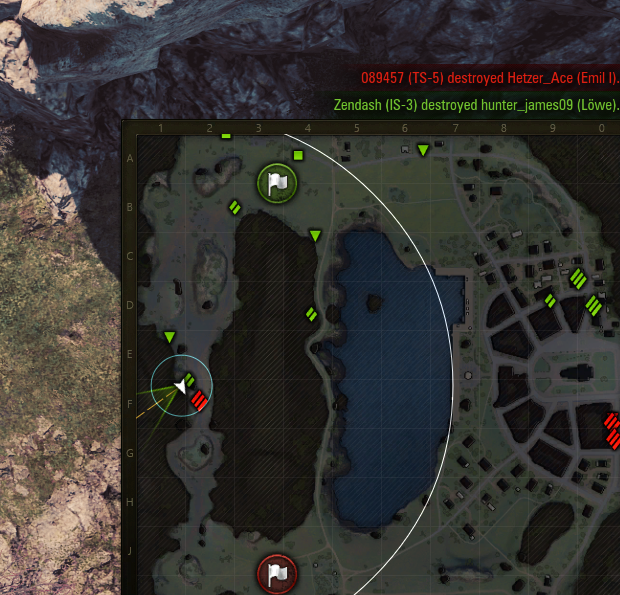 089457 (TS-5) destroyed Hetzer_Ace (Emil I).
Zendash (IS-3) destroyed hunter_james09 (Löwe).
1 2 3 4 5 6 7 8 9 0
A
B
C
D
E
F
G
H
J